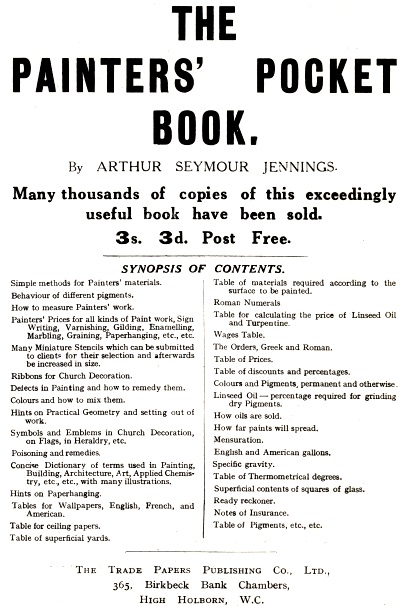 THE
PAINTERS' POCKET
BOOK.
By ARTHUR SEYMOUR JENNINGS.
Many thousands of copies of this exceedingly
useful book have been sold.
3s. 3d. Post Free.
SYNOPSIS OF CONTENTS.
Simple methods for Painters' materials.
Behaviour of different pigments.
How to measure Painters' work.
Painters' Prices for all kinds of Paint work, Sign
Writing, Varnishing, Gilding, Enamelling,
Marbling, Graining, Paperhanging, etc., etc.
Many Miniature Stencils which can be submitted
to clients for their selection and afterwards
be increased in size.
Ribbons for Church Decoration.
Defects in Painting and how to remedy them.
Colours and how to mix them.
Hints on Practical Geometry and setting out of
work.
Symbols and Emblems in Church Decoration,
on Flags, in Heraldry, etc.
Poisoning and remedies.
Concise Dictionary of terms used in Painting,
Building, Architecture, Art, Applied Chemis-
try, etc., etc., with many illustrations.
Hints on Paperhanging.
Tables for Wallpapers, English, French, and
American.
Table for ceiling papers.
Table of superficial yards.
Table of materials required according to the
surface to be painted.
Roman Numerals
Table for calculating the price of Linseed Oil
and Turpentine.
Wages Table.
The Orders, Greek and Roman.
Table of Prices.
Table of discounts and percentages.
Colours and Pigments, permanent and otherwise.
Linseed Oil—percentage required for grinding
dry Pigments.
How oils are sold.
How far paints will spread.
Mensuration.
English and American gallons.
Specific gravity.
Table of Thermometrical degrees.
Superficial contents of squares of glass.
Ready reckoner.
Notes of Insurance.
Table of Pigments, etc., etc.
THE TRADE PAPERS PUBLISHING CO., LTD.,
365, BIRKBECK BANK CHAMBERS,
HIGH HOLBORN, W.C.